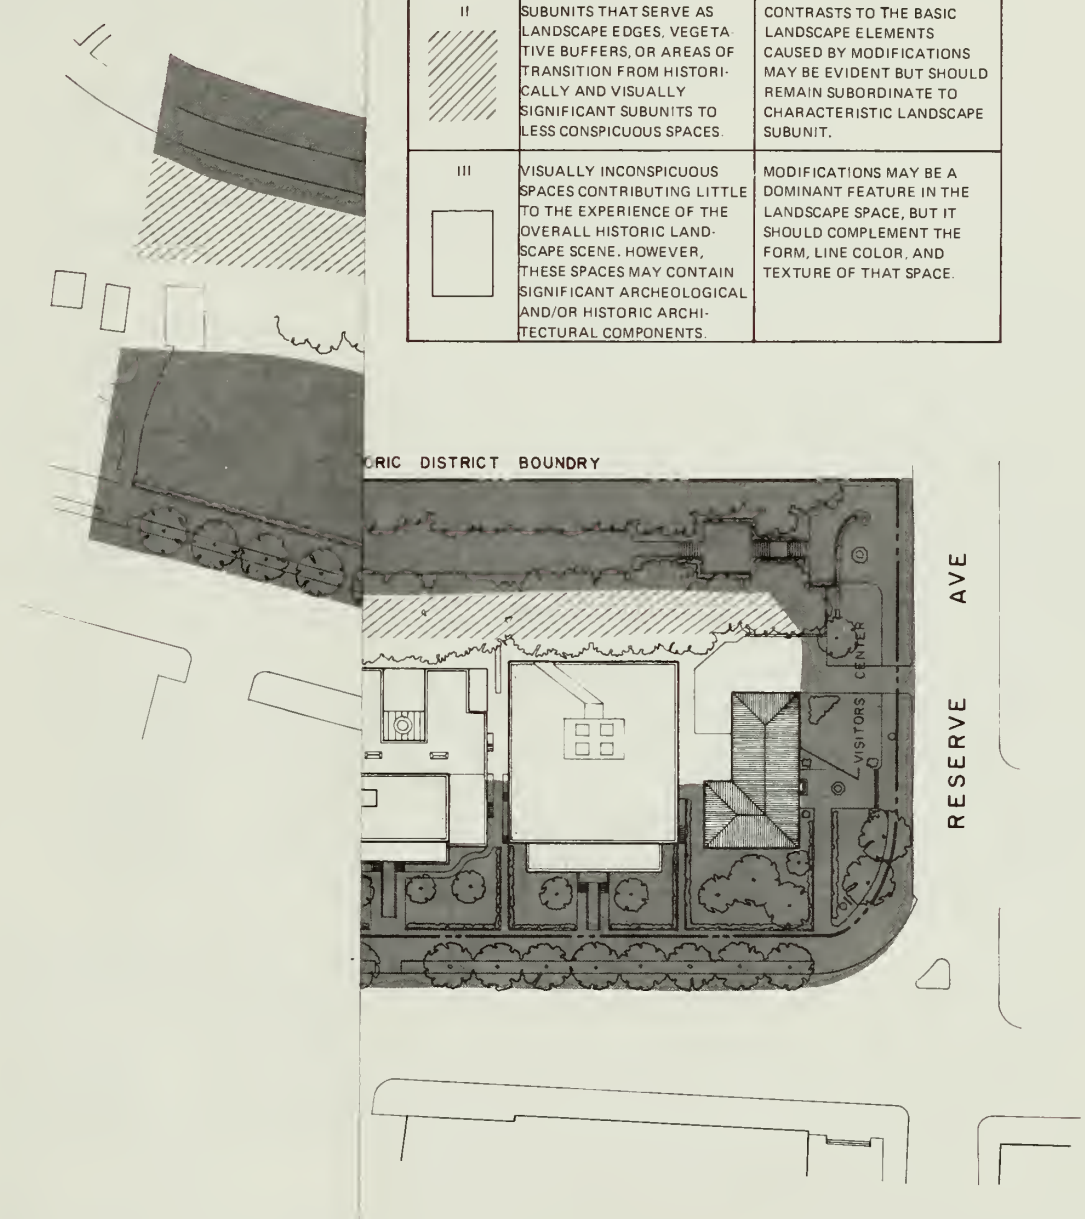 II
SUBUNITS THAT SERVE AS
LANDSCAPE EDGES, VEGETA-
TIVE BUFFERS, OR AREAS OF
TRANSITION FROM HISTORI-
CALLY AND VISUALLY
SIGNIFICANT SUBUNITS TO
LESS CONSPICUOUS SPACES.
CONTRASTS TO THE BASIC
LANDSCAPE ELEMENTS
CAUSED BY MODIFICATIONS
MAY BE EVIDENT BUT SHOULD
REMAIN SUBORDINATE TO
CHARACTERISTIC LANDSCAPE
SUBUNIT.
III
VISUALLY INCONSPICUOUS
SPACES CONTRIBUTING LITTLE
TO THE EXPERIENCE OF THE
OVERALL HISTORIC LAND-
SCAPE SCENE. HOWEVER,
THESE SPACES MAY CONTAIN
SIGNIFICANT ARCHEOLOGICAL
AND/OR HISTORIC ARCHI-
TECTURAL COMPONENTS.
MODIFICATIONS MAY BE A
DOMINANT FEATURE IN THE
LANDSCAPE SPACE, BUT IT
SHOULD COMPLEMENT THE
FORM, LINE COLOR, AND
TEXTURE OF THAT SPACE.
ORIC DISTRICT BOUNDRY
VISITORS CENTER
RESERVE AVE